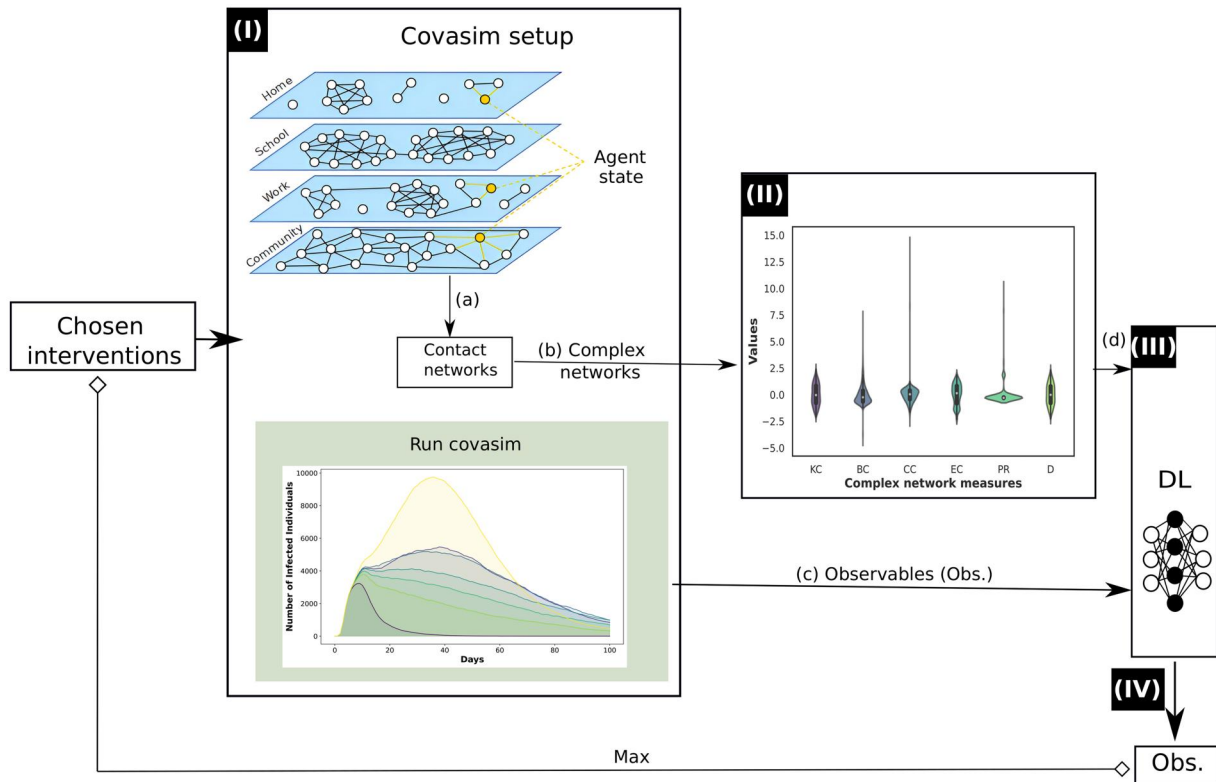 (I)
Covasim setup
Home
School
Work
Community
Agent
state
(a)
Contact
networks
(b) Complex
networks
Chosen
interventions
Run covasim
Number of Infected Individuals
10000
8000
6000
4000
2000
0
0 20 40 60 80 100
Days
(II)
Values
15.0
12.5
10.0
7.5
5.0
2.5
0.0
−2.5
−5.0
KC BC CC EC PR D
Complex network measures
(c) Observables (Obs.)
(d)
(III)
DL
(IV)
Obs.
Max